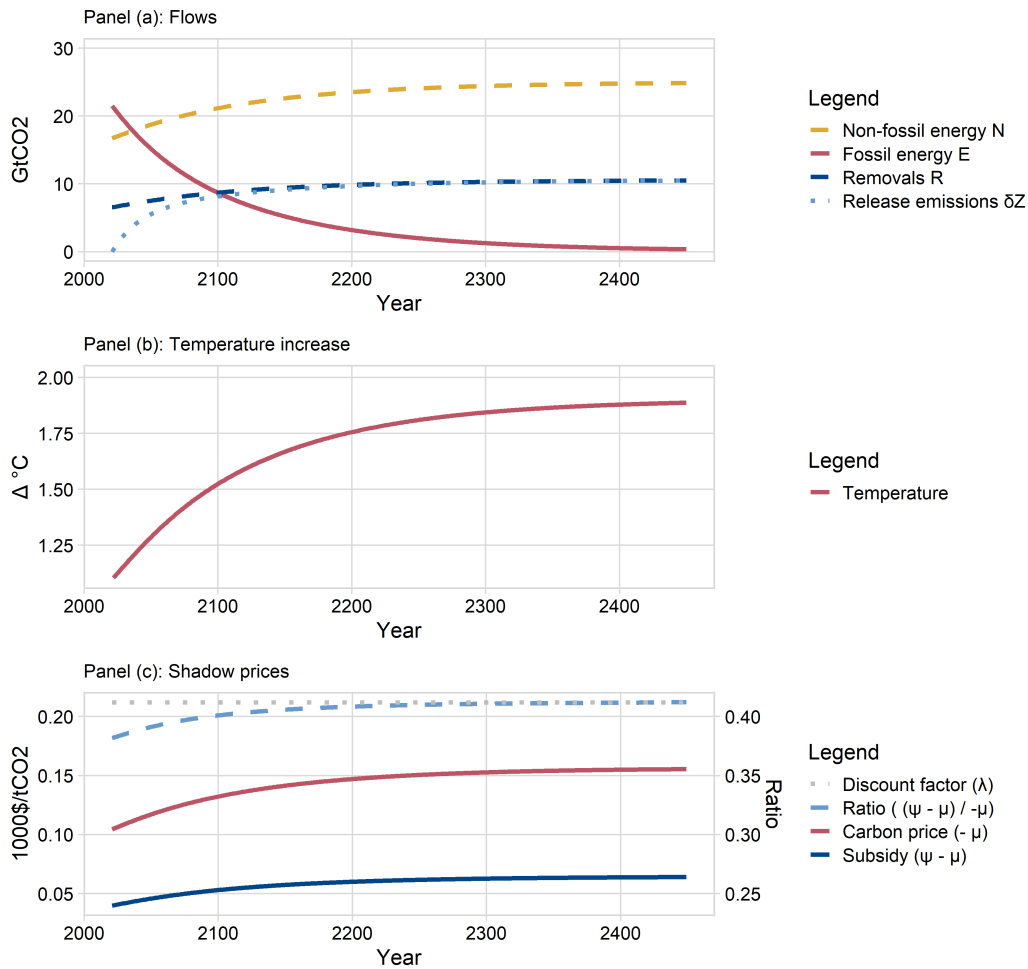 Panel (a): Flows
30
20
10
0
GtCO2
2000
2100
2200
2300
2400
Year
Legend
Non-fossil energy N
Fossil energy E
Removals R
Release emissions δZ
Panel (b): Temperature increase
2.00
1.75
1.50
1.25
Δ °C
2000
2100
2200
2300
2400
Year
Legend
Temperature
Panel (c): Shadow prices
0.20
0.15
0.10
0.05
1000$/tCO2
0.40
0.35
0.30
0.25
Ratio
2000
2100
2200
2300
2400
Year
Legend
Discount factor (λ)
Ratio ( (ψ - μ) / -μ)
Carbon price (- μ)
Subsidy (ψ - μ)